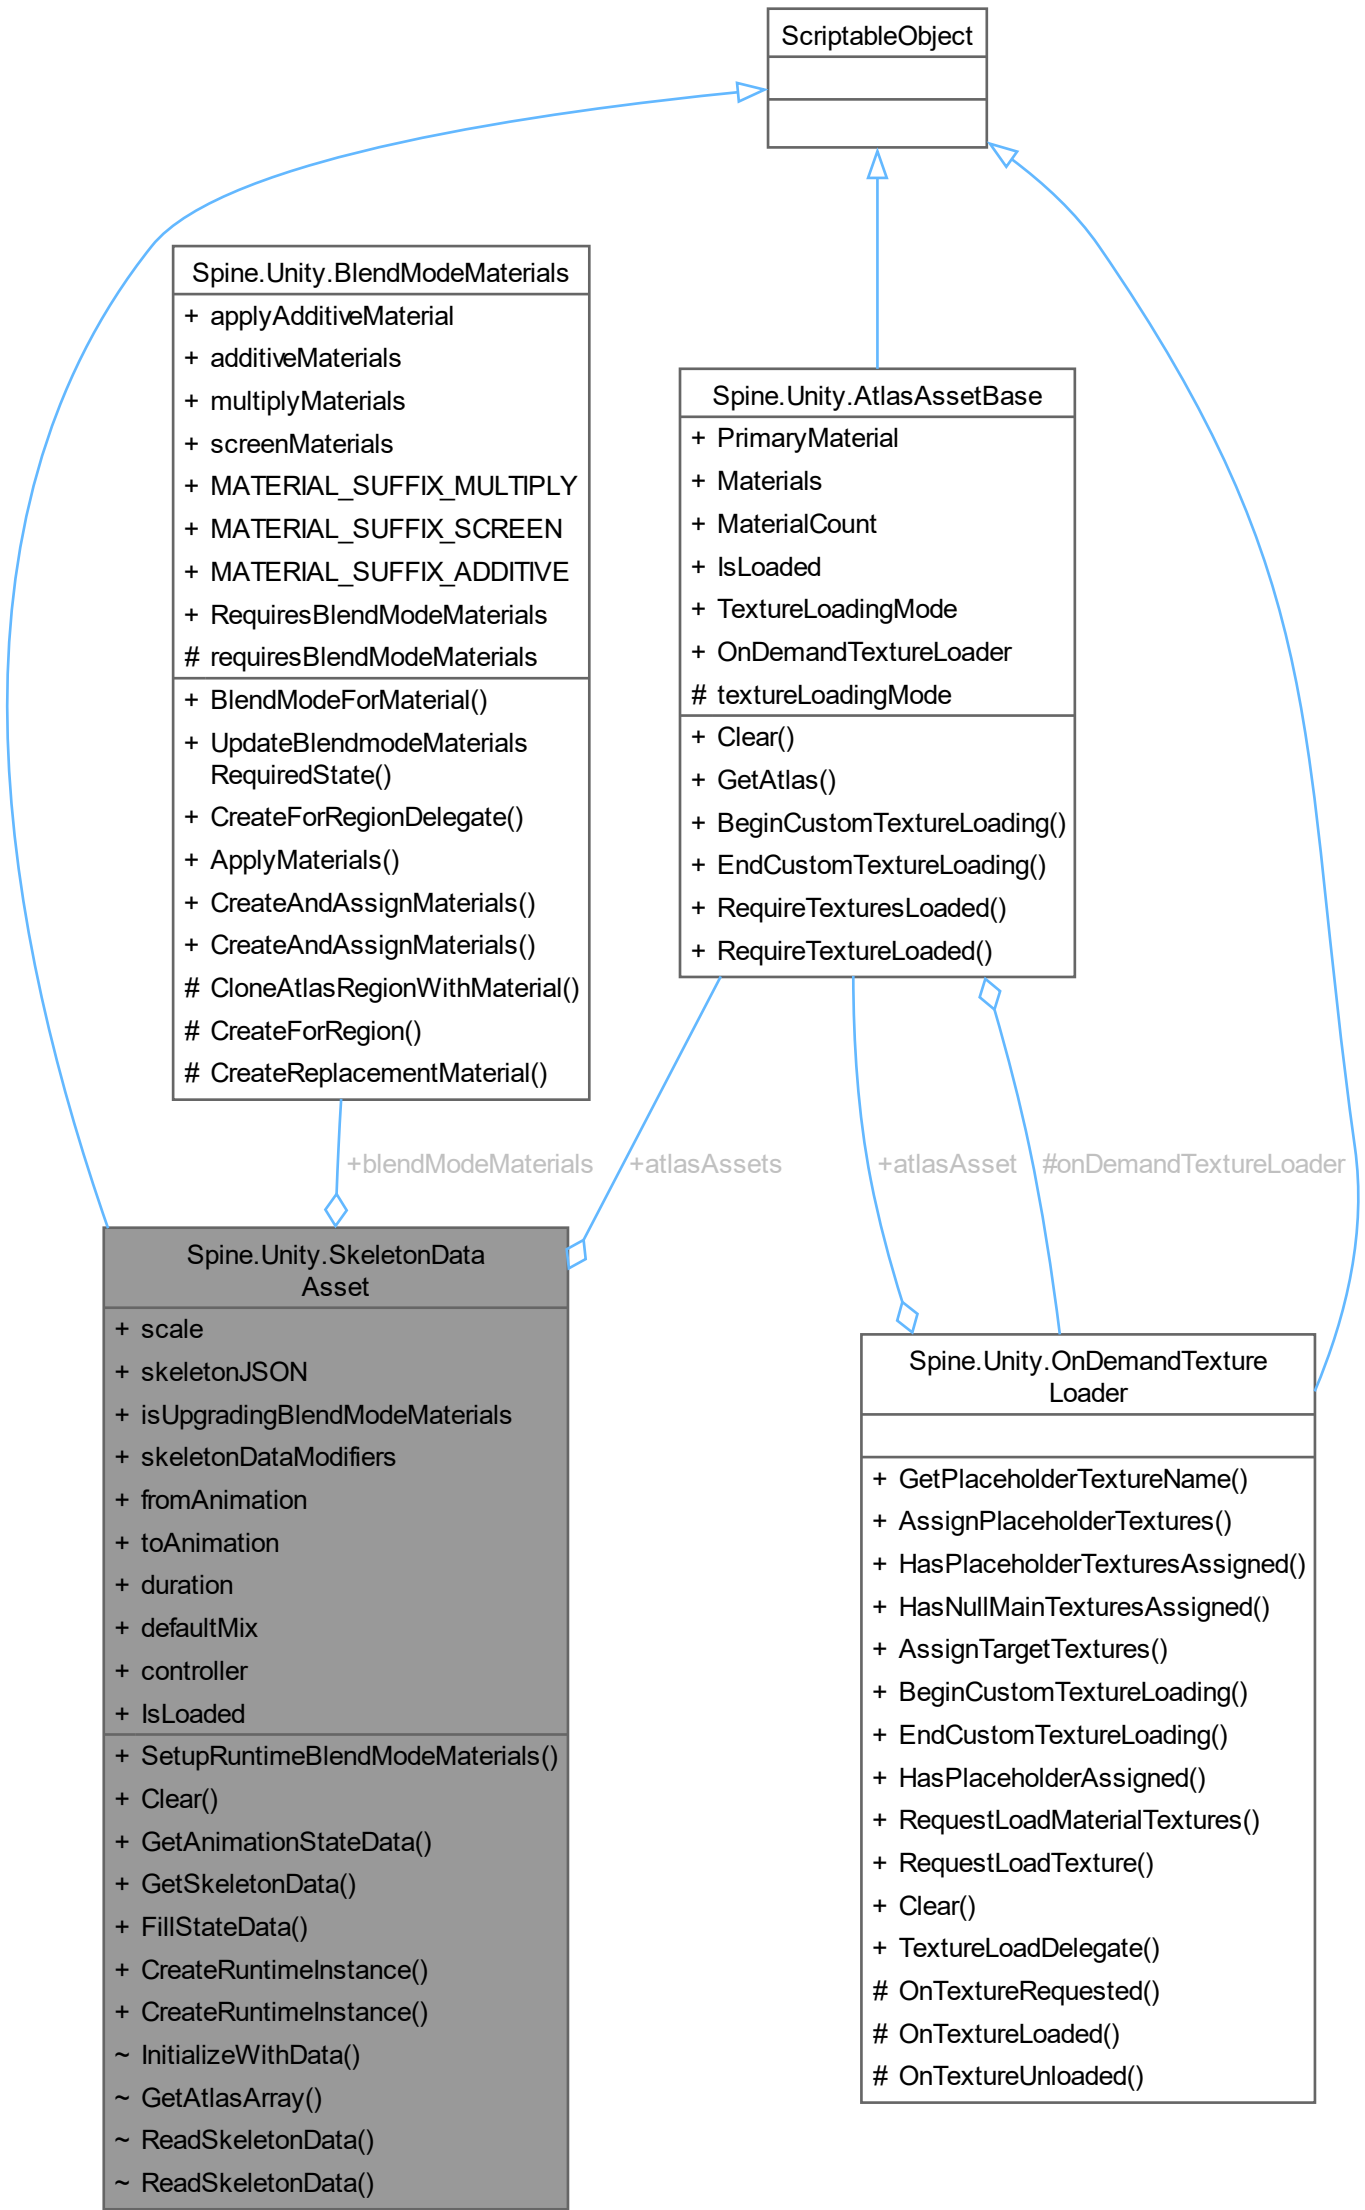 ScriptableObject
Spine.Unity.BlendModeMaterials
+ applyAdditiveMaterial
+ additiveMaterials
+ multiplyMaterials
+ screenMaterials
+ MATERIAL_SUFFIX_MULTIPLY
+ MATERIAL_SUFFIX_SCREEN
+ MATERIAL_SUFFIX_ADDITIVE
+ RequiresBlendModeMaterials
# requiresBlendModeMaterials
+ BlendModeForMaterial()
+ UpdateBlendmodeMaterials
RequiredState()
+ CreateForRegionDelegate()
+ ApplyMaterials()
+ CreateAndAssignMaterials()
+ CreateAndAssignMaterials()
# CloneAtlasRegionWithMaterial()
# CreateForRegion()
# CreateReplacementMaterial()
Spine.Unity.AtlasAssetBase
+ PrimaryMaterial
+ Materials
+ MaterialCount
+ IsLoaded
+ TextureLoadingMode
+ OnDemandTextureLoader
# textureLoadingMode
+ Clear()
+ GetAtlas()
+ BeginCustomTextureLoading()
+ EndCustomTextureLoading()
+ RequireTexturesLoaded()
+ RequireTextureLoaded()
+blendModeMaterials
+atlasAssets
+atlasAsset
#onDemandTextureLoader
Spine.Unity.SkeletonData
Asset
+ scale
+ skeletonJSON
+ isUpgradingBlendModeMaterials
+ skeletonDataModifiers
+ fromAnimation
+ toAnimation
+ duration
+ defaultMix
+ controller
+ IsLoaded
+ SetupRuntimeBlendModeMaterials()
+ Clear()
+ GetAnimationStateData()
+ GetSkeletonData()
+ FillStateData()
+ CreateRuntimeInstance()
+ CreateRuntimeInstance()
~ InitializeWithData()
~ GetAtlasArray()
~ ReadSkeletonData()
~ ReadSkeletonData()
Spine.Unity.OnDemandTexture
Loader
+ GetPlaceholderTextureName()
+ AssignPlaceholderTextures()
+ HasPlaceholderTexturesAssigned()
+ HasNullMainTexturesAssigned()
+ AssignTargetTextures()
+ BeginCustomTextureLoading()
+ EndCustomTextureLoading()
+ HasPlaceholderAssigned()
+ RequestLoadMaterialTextures()
+ RequestLoadTexture()
+ Clear()
+ TextureLoadDelegate()
# OnTextureRequested()
# OnTextureLoaded()
# OnTextureUnloaded()